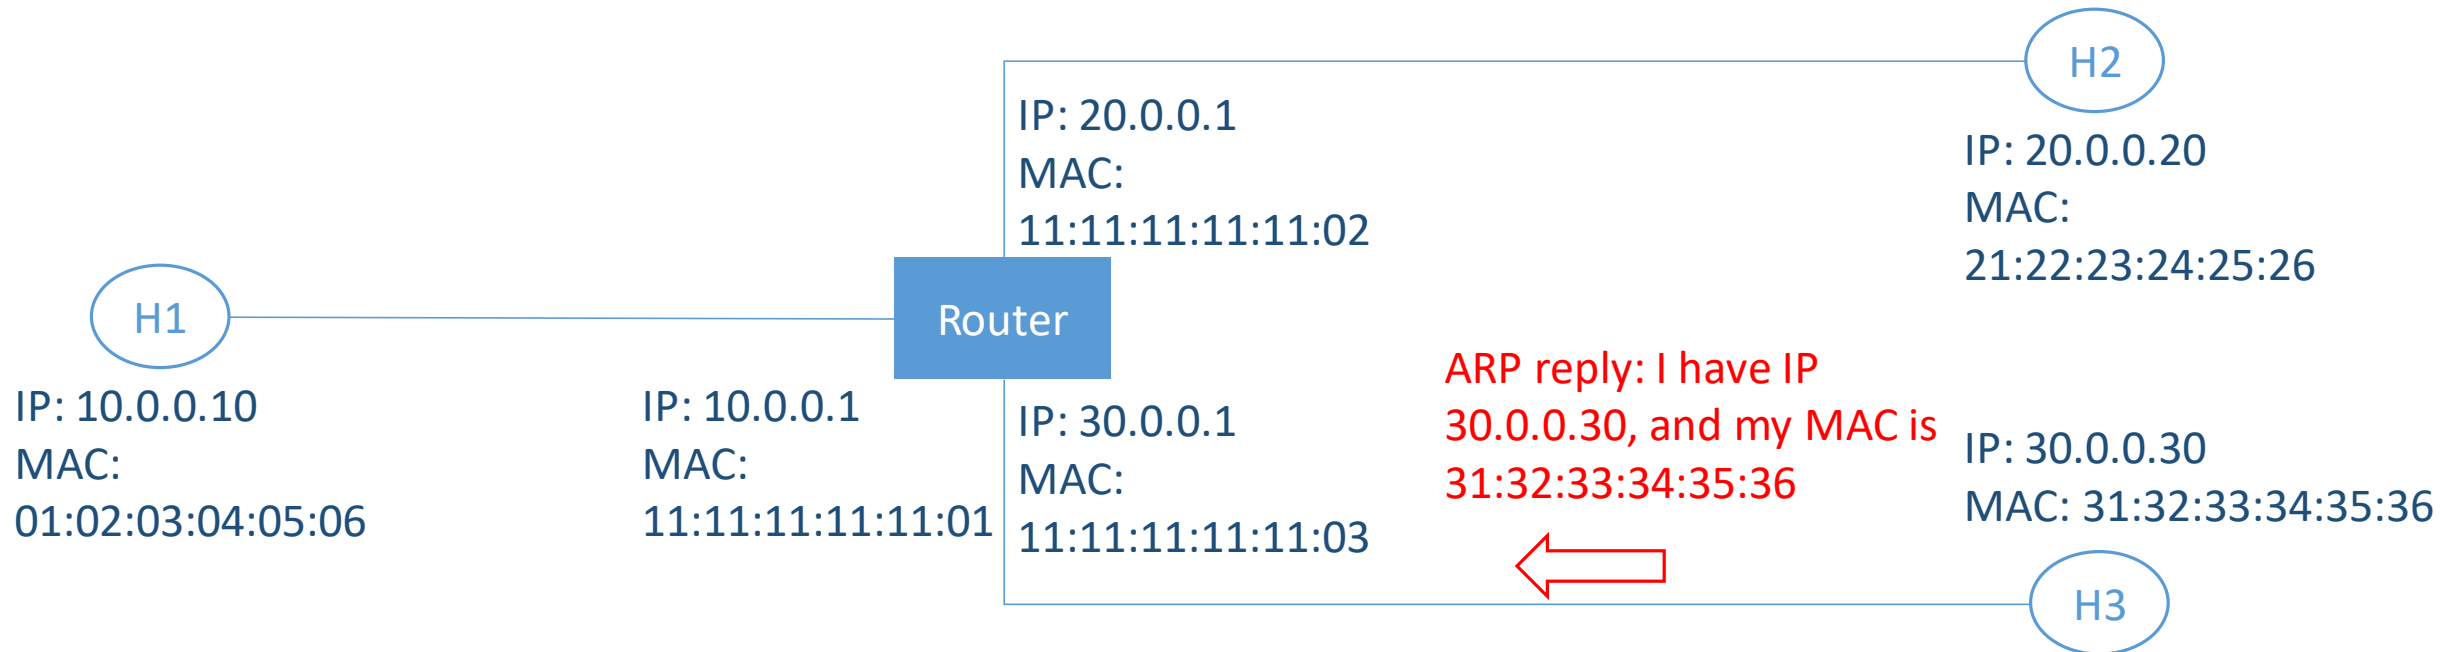 H2
IP: 20.0.0.1
MAC:
11:11:11:11:11:02
IP: 20.0.0.20
MAC:
21:22:23:24:25:26
H1
Router
IP: 10.0.0.10
MAC:
01:02:03:04:05:06
IP: 10.0.0.1
MAC:
11:11:11:11:11:01
IP: 30.0.0.1
MAC:
11:11:11:11:11:03
ARP reply: I have IP
30.0.0.30, and my MAC is
31:32:33:34:35:36
IP: 30.0.0.30
MAC: 31:32:33:34:35:36
H3